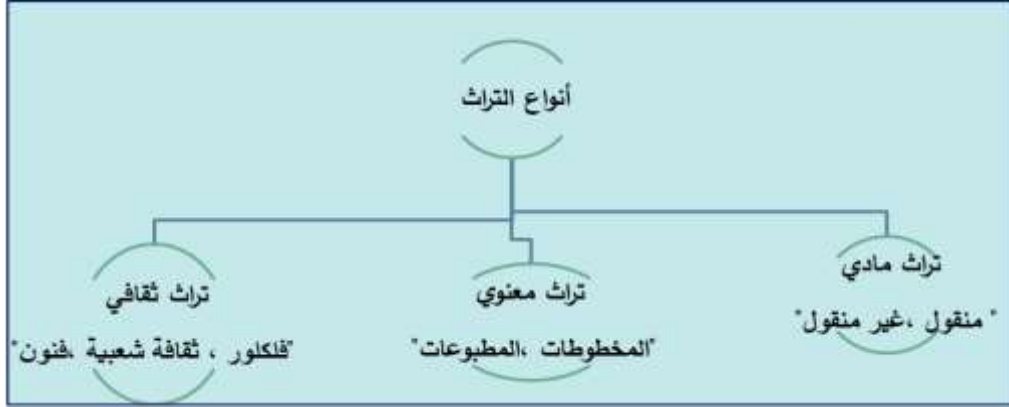 أنواع التراث
تراث مادي
" منقول ،غير منقول"
تراث معنوي
"المخطوطات ،المطبوعات"
تراث ثقافي
"فلكلور ، ثقافة شعبية ،فنون"